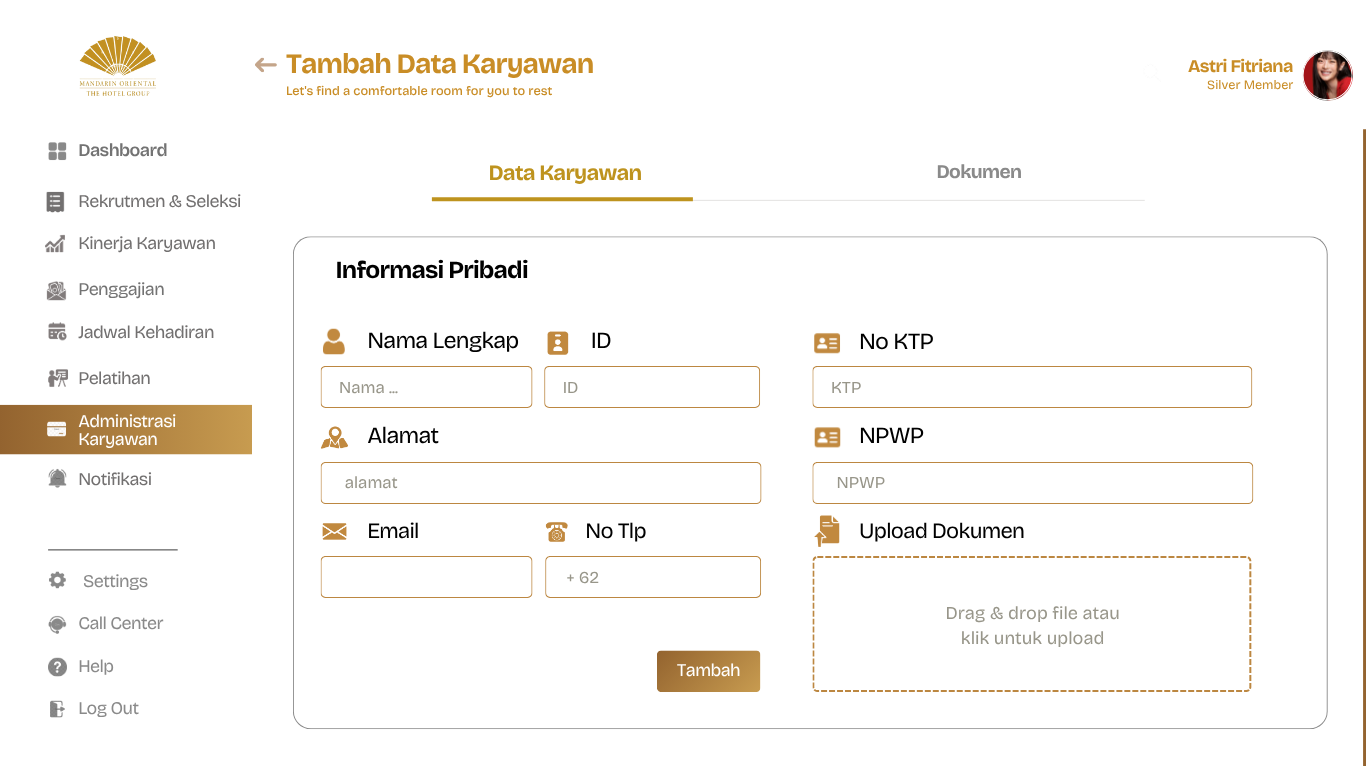 MANDARIN ORIENTAL
THE HOTEL GROUP
Tambah Data Karyawan
Let's find a comfortable room for you to rest
Astri Fitriana
Silver Member
Dashboard
Rekrutmen & Seleksi
Kinerja Karyawan
Penggajian
Jadwal Kehadiran
Pelatihan
Administrasi
Karyawan
Notifikasi
Settings
Call Center
Help
Log Out
Data Karyawan
Dokumen
Informasi Pribadi
Nama Lengkap
ID
No KTP
Nama ...
ID
KTP
Alamat
NPWP
alamat
NPWP
Email
No Tlp
Upload Dokumen
+ 62
Drag & drop file atau
klik untuk upload
Tambah